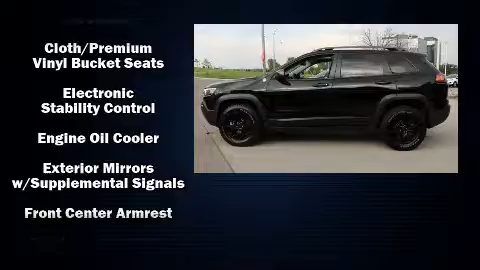 Cloth/Premium
Vinyl Bucket Seats
Electronic
Stability Control
Engine Oil Cooler
Exterior Mirrors
w/Supplemental Signals
Front Center Armrest